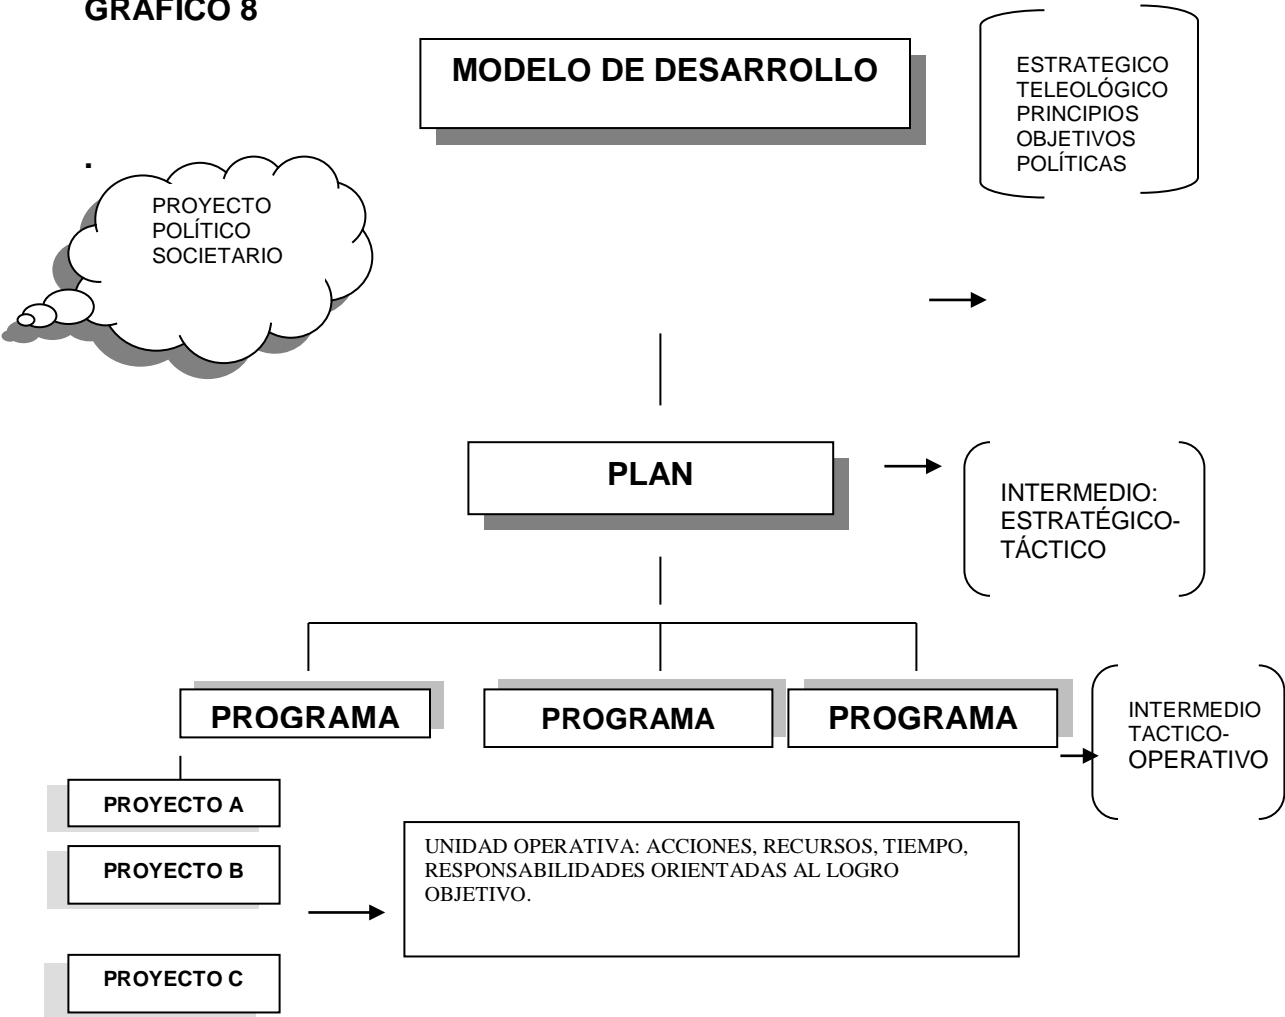 GRÁFICO 8
MODELO DE DESARROLLO
ESTRATEGICO
TELEOLÓGICO
PRINCIPIOS
OBJETIVOS
POLÍTICAS
.
PROYECTO
POLÍTICO
SOCIETARIO
PLAN
INTERMEDIO:
ESTRATÉGICO-
TÁCTICO
PROGRAMA
PROGRAMA
PROGRAMA
INTERMEDIO
TACTICO-
OPERATIVO
PROYECTO A
PROYECTO B
UNIDAD OPERATIVA: ACCIONES, RECURSOS, TIEMPO,
RESPONSABILIDADES ORIENTADAS AL LOGRO
OBJETIVO.
PROYECTO C